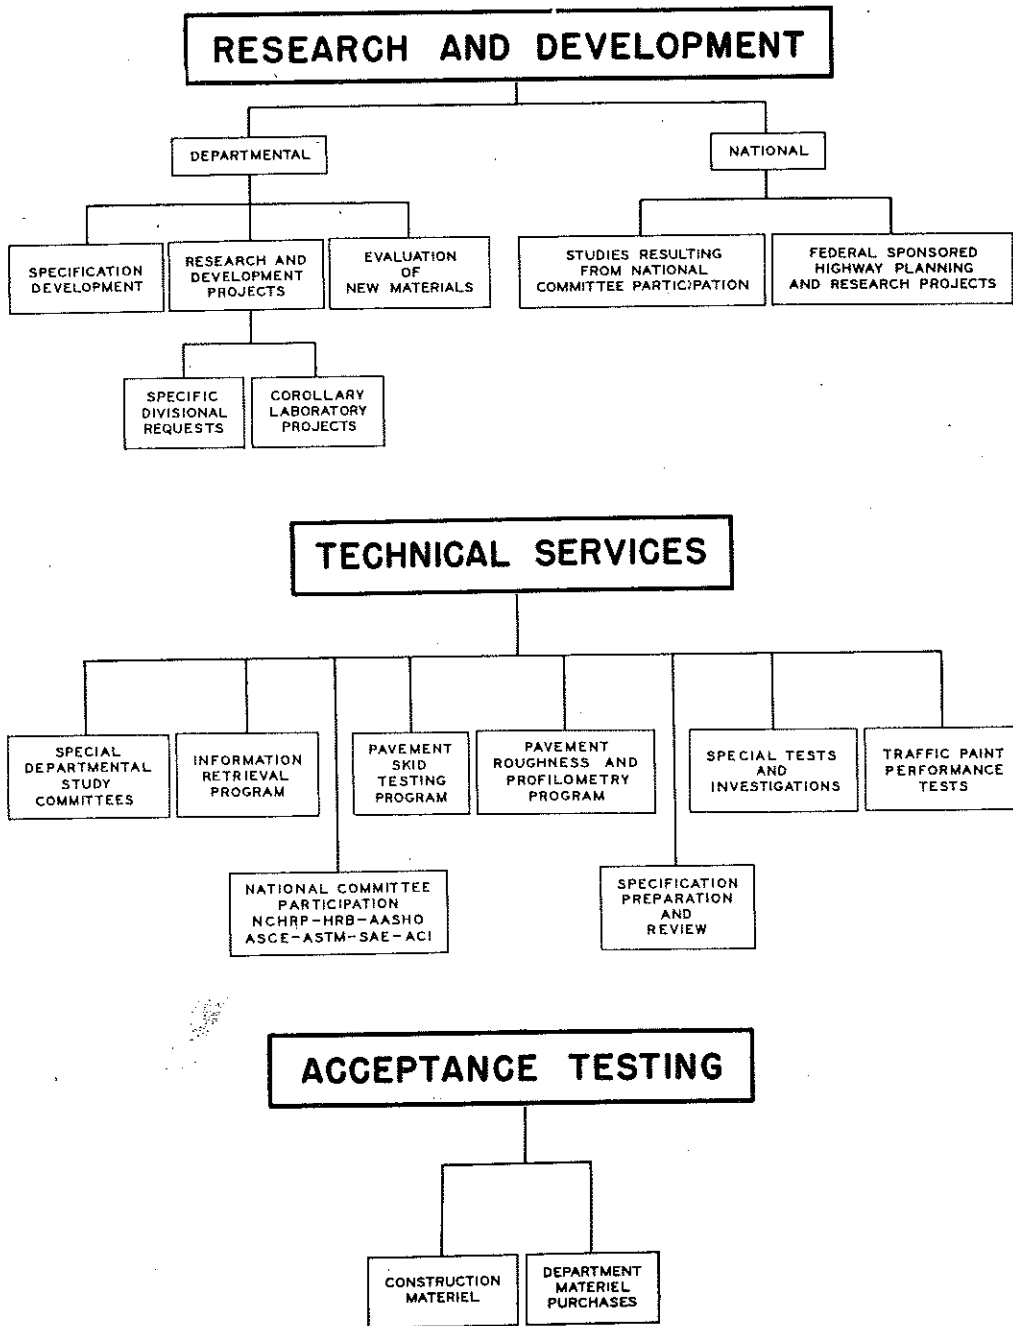 RESEARCH AND DEVELOPMENT
DEPARTMENTAL
NATIONAL
SPECIFICATION
DEVELOPMENT
RESEARCH AND
DEVELOPMENT
PROJECTS
EVALUATION
OF
NEW MATERIALS
STUDIES RESULTING
FROM NATIONAL
COMMITTEE PARTICIPATION
FEDERAL SPONSORED
HIGHWAY PLANNING
AND RESEARCH PROJECTS
SPECIFIC
DIVISIONAL
REQUESTS
COROLLARY
LABORATORY
PROJECTS
TECHNICAL SERVICES
SPECIAL
DEPARTMENTAL
STUDY
COMMITTEES
INFORMATION
RETRIEVAL
PROGRAM
PAVEMENT
SKID
TESTING
PROGRAM
PAVEMENT
ROUGHNESS AND
PROFILOMETRY
PROGRAM
SPECIAL TESTS
AND
INVESTIGATIONS
TRAFFIC PAINT
PERFORMANCE
TESTS
NATIONAL COMMITTEE
PARTICIPATION
NCHRP-HRB-AASHO
ASCE-ASTM-SAE-ACI
SPECIFICATION
PREPARATION
AND
REVIEW
ACCEPTANCE TESTING
CONSTRUCTION
MATERIEL
DEPARTMENT
MATERIEL
PURCHASES